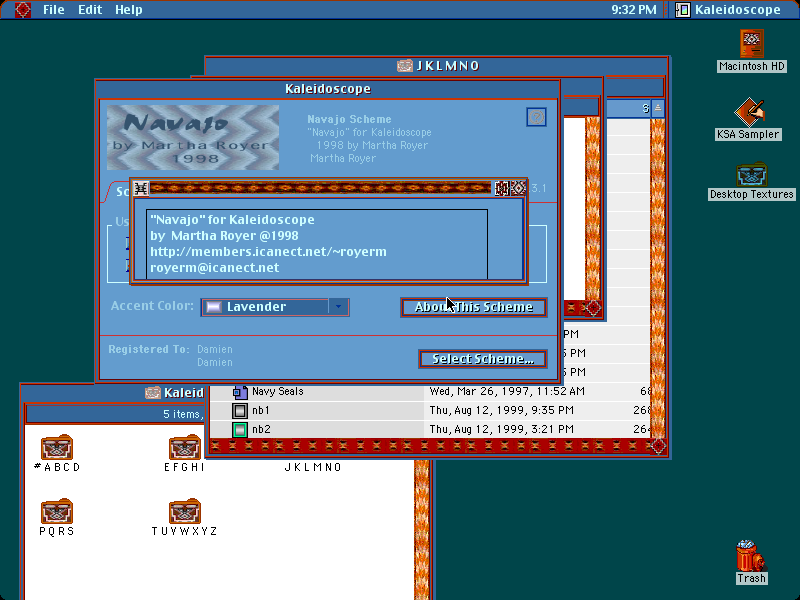 File Edit Help
9:32 PM
Kaleidoscope
JKLMNO
Macintosh HD
Kaleidoscope
S
Navajo
by Martha Royer
1998
Navajo Scheme
"Navajo" for Kaleidoscope
1998 by Martha Royer
Martha Royer
?
KSA Sampler
Sc
3.1
Desktop Textures
Us
"Navajo" for Kaleidoscope
by Martha Royer @1998
http://members.icanect.net/~royerm
royerm@icanect.net
Accent Color:
Lavender
About This Scheme
PM
Registered To:
Damien
Damien
5 PM
Select Scheme...
5 PM
Kaleid
Navy Seals
Wed, Mar 26, 1997, 11:52 AM
68
5 items,
nb1
Thu, Aug 12, 1999, 9:35 PM
268
nb2
Thu, Aug 12, 1999, 3:21 PM
264
#ABCD
EFGHI
JKLMNO
PQRS
TUYWXYZ
Trash